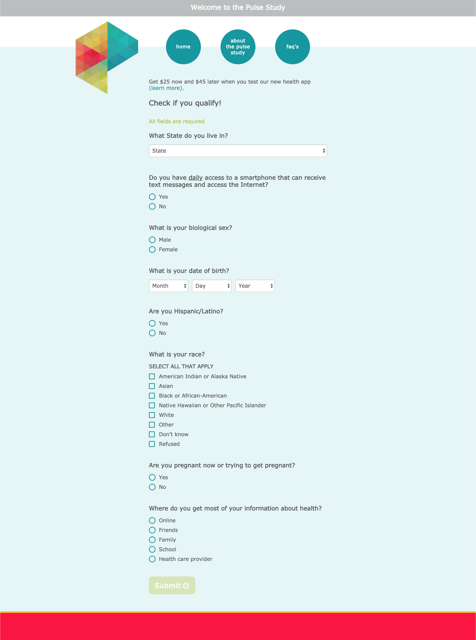 Welcome to the Pulse Study
home
about
the pulse
study
faq's
Get $25 now and $45 later when you test our new health app
(learn more).
Check if you qualify!
All fields are required
What State do you live in?
State
Do you have daily access to a smartphone that can receive
text messages and access the Internet?
Yes
No
What is your biological sex?
Male
Female
What is your date of birth?
Month Day Year
Are you Hispanic/Latino?
Yes
No
What is your race?
SELECT ALL THAT APPLY
American Indian or Alaska Native
Asian
Black or African-American
Native Hawaiian or Other Pacific Islander
White
Other
Don't know
Refused
Are you pregnant now or trying to get pregnant?
Yes
No
Where do you get most of your information about health?
Online
Friends
Family
School
Health care provider
Submit